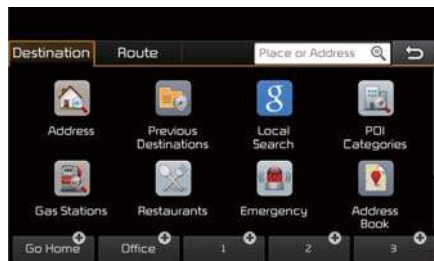 Destination
Route
Place or Address
Address
Previous
Destinations
Local
Search
POI
Categories
Gas Stations
Restaurants
Emergency
Address
Book
Go Home
Office
1
2
3